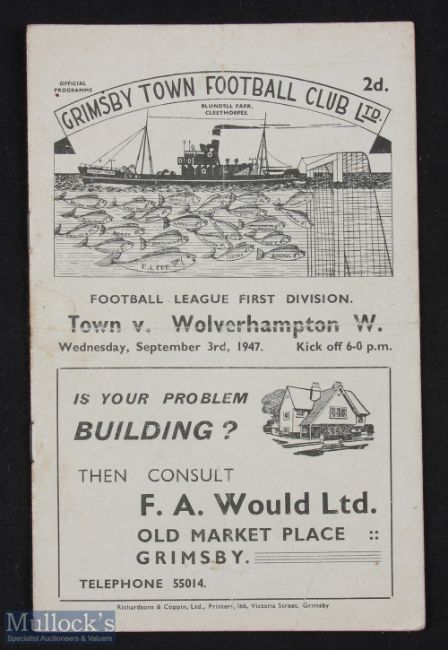 OFFICIAL
PROGRAMME
2d.
GRIMSBY TOWN FOOTBALL CLUB LTD.
BLUNDELL PARK,
CLEETHORPES.
F. A. CUP
FOOTBALL LEAGUE FIRST DIVISION.
Town v. Wolverhampton W.
Wednesday, September 3rd, 1947. Kick off 6-0 p.m.
IS YOUR PROBLEM
BUILDING?
THEN CONSULT
F. A. Would Ltd.
OLD MARKET PLACE ::
GRIMSBY.
TELEPHONE 55014.
Richardsons & Coppin, Ltd., Printers, 166, Victoria Street, Grimsby
Mullock's
Specialist Auctioneers & Valuers